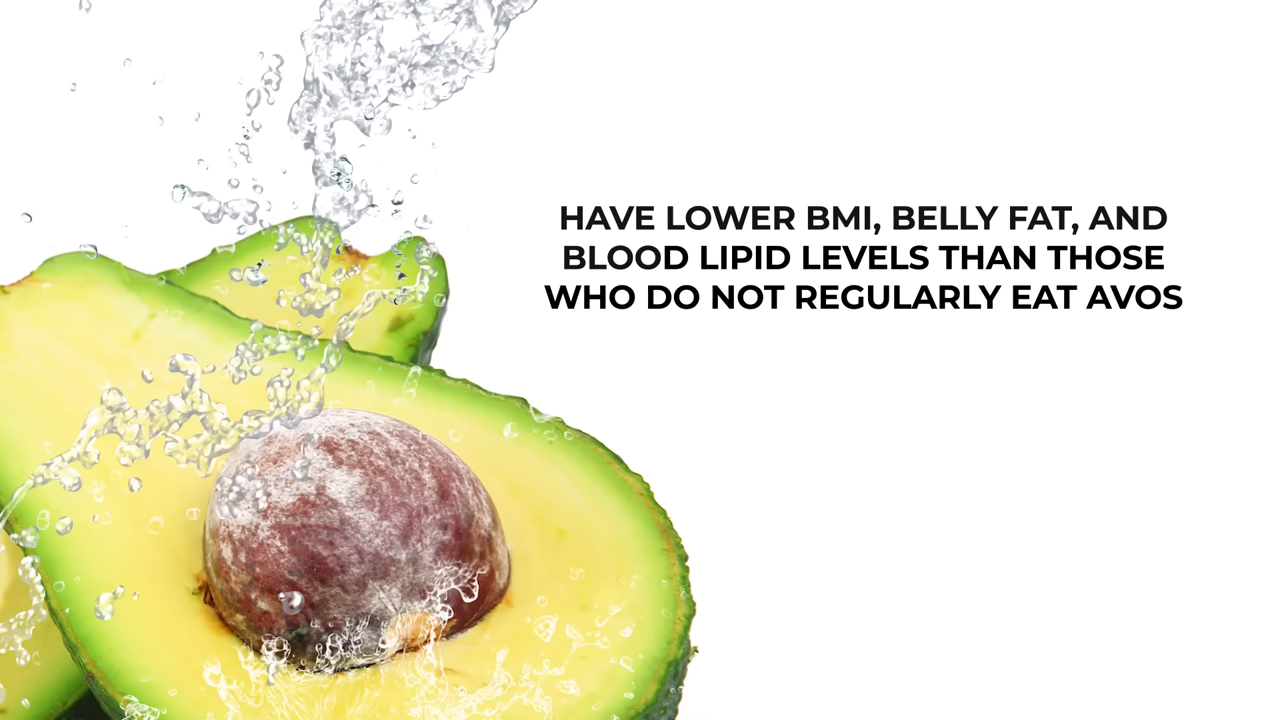 HAVE LOWER BMI, BELLY FAT, AND
BLOOD LIPID LEVELS THAN THOSE
WHO DO NOT REGULARLY EAT AVOS